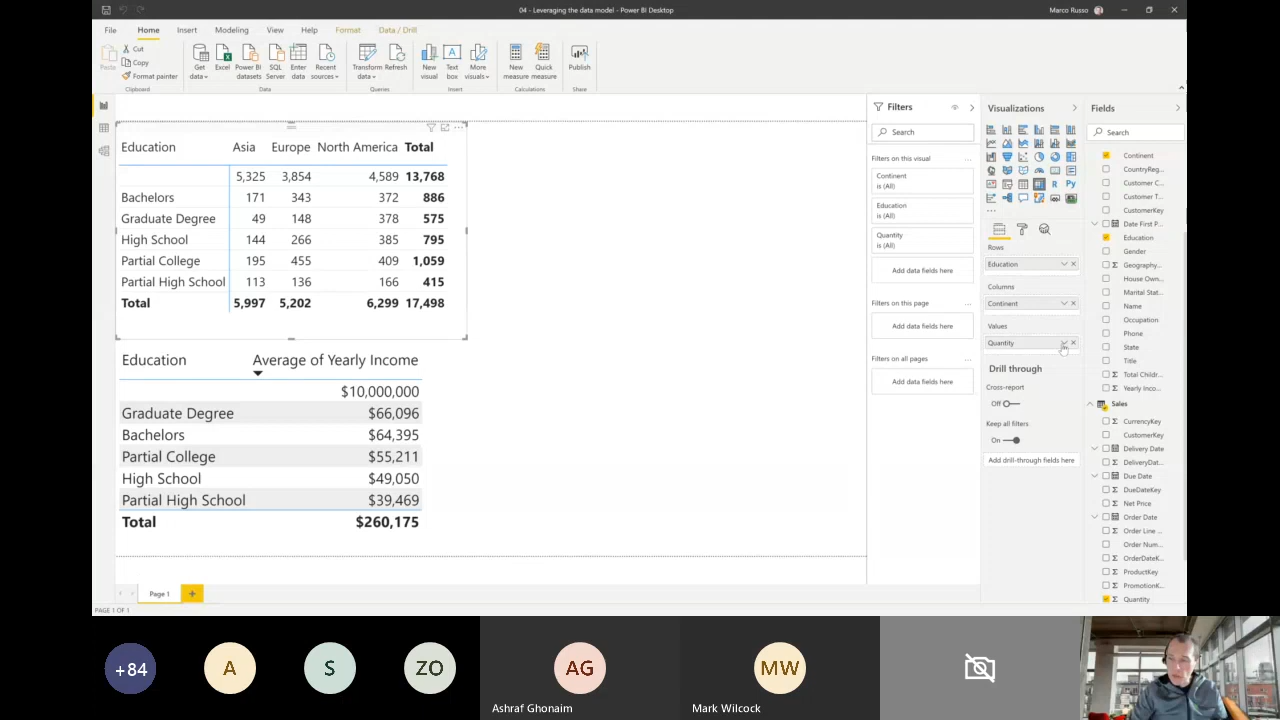 04 - Leveraging the data model - Power BI Desktop
Marco Russo
File Home Insert Modeling View Help Format Data / Drill
Paste
Cut
Copy
Format painter
Clipboard
Get data
Excel
Power BI datasets
SQL Server
Enter data
Recent sources
Data
Transform data
Refresh
Queries
New visual
Text box
More visuals
Insert
New measure
Quick measure
Calculations
Publish
Share
Education Asia Europe North America Total
5,325 3,854 4,589 13,768
Bachelors 171 343 372 886
Graduate Degree 49 148 378 575
High School 144 266 385 795
Partial College 195 455 409 1,059
Partial High School 113 136 166 415
Total 5,997 5,202 6,299 17,498
Education Average of Yearly Income
$10,000,000
Graduate Degree $66,096
Bachelors $64,395
Partial College $55,211
High School $49,050
Partial High School $39,469
Total $260,175
Page 1
PAGE 1 OF 1
Filters
Search
Filters on this visual
Continent
is (All)
Education
is (All)
Quantity
is (All)
Add data fields here
Filters on this page
Add data fields here
Filters on all pages
Add data fields here
Visualizations
R Py
Rows
Education
Columns
Continent
Values
Quantity
Drill through
Cross-report
Off
Keep all filters
On
Add drill-through fields here
Fields
Search
Continent
CountryReg...
Customer C...
Customer T...
CustomerKey
Date First P...
Education
Gender
Geography...
House Own...
Marital Stat...
Name
Occupation
Phone
State
Title
Total Childr...
Yearly Inco...
Sales
CurrencyKey
CustomerKey
Delivery Date
DeliveryDat...
Due Date
DueDateKey
Net Price
Order Date
Order Line ...
Order Num...
OrderDateK...
ProductKey
PromotionK...
Quantity
+84
A
S
ZO
AG
Ashraf Ghonaim
MW
Mark Wilcock